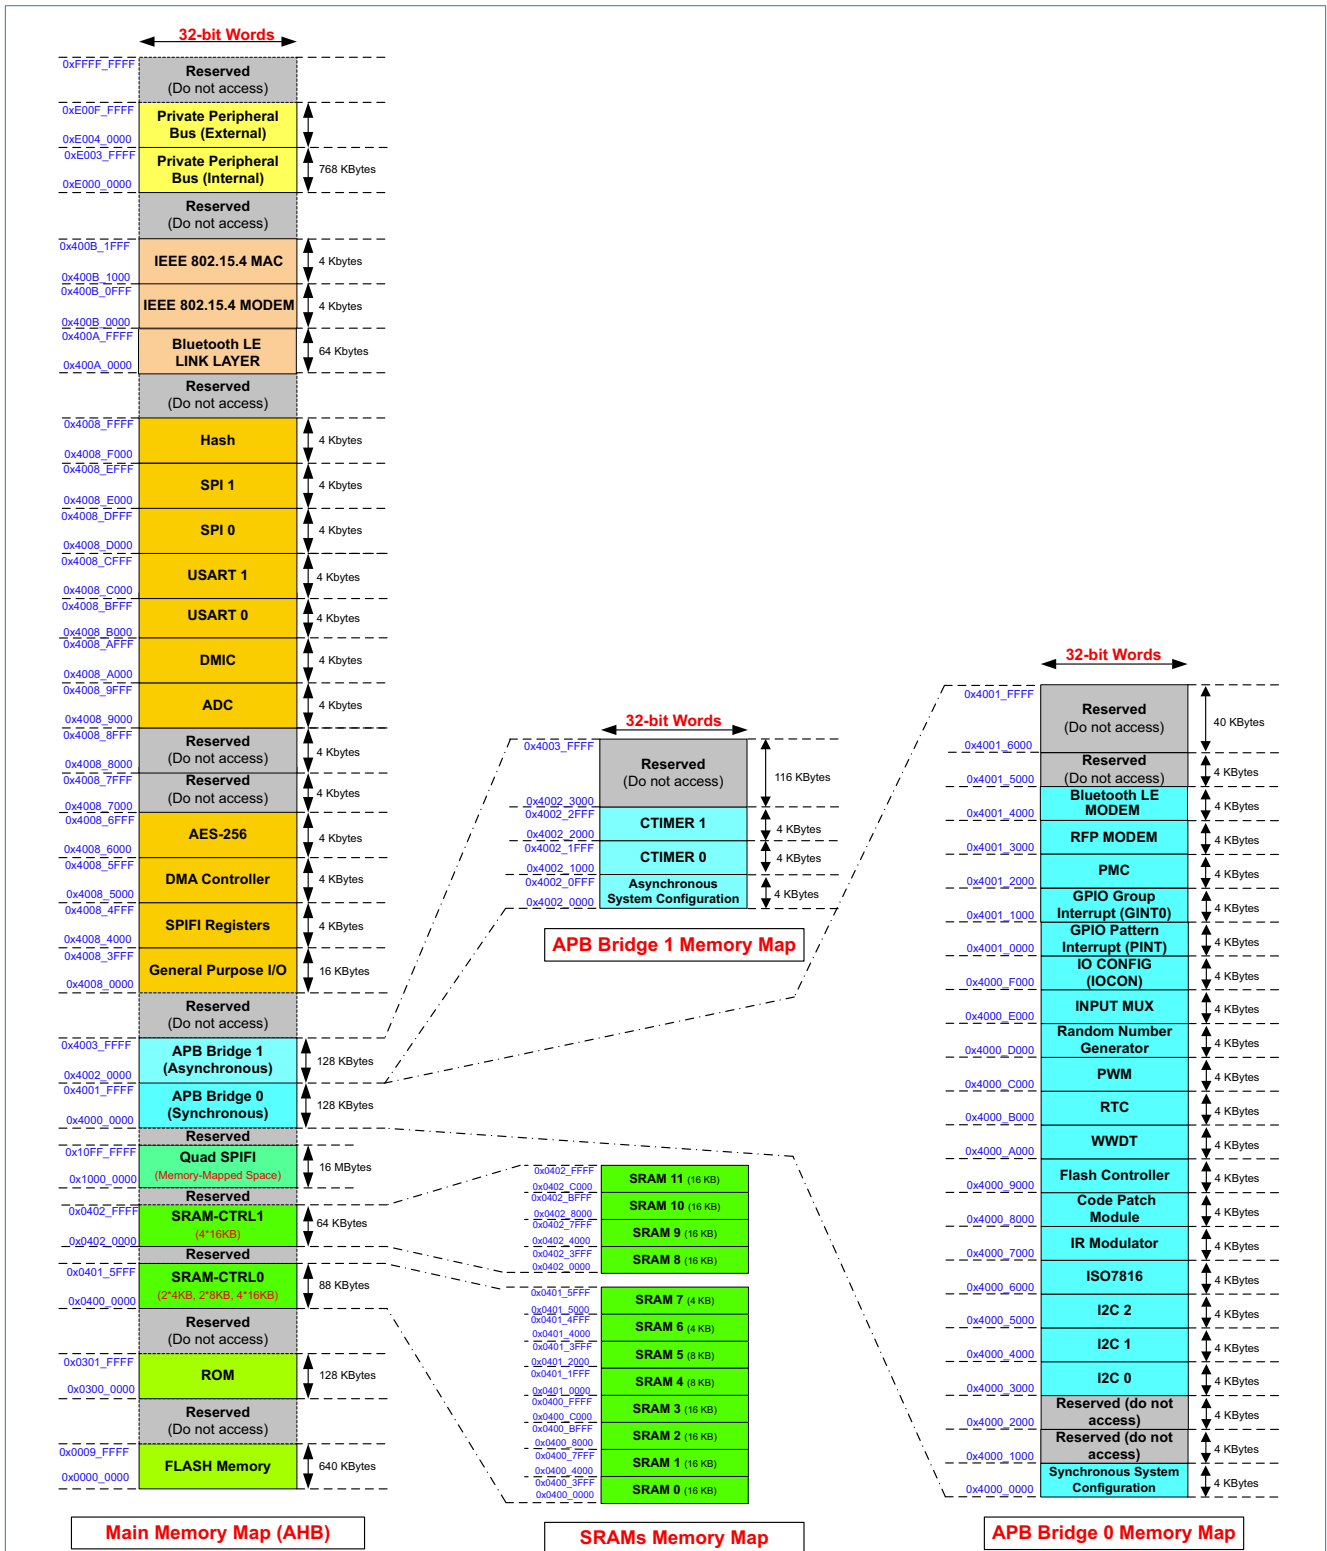 32-bit Words
0xFFFF_FFFF
Reserved
(Do not access)
0xE00F_FFFF
Private Peripheral
Bus (External)
0xE004_0000
0xE003_FFFF
Private Peripheral
Bus (Internal)
768 KBytes
0xE000_0000
Reserved
(Do not access)
0x400B_1FFF
IEEE 802.15.4 MAC
4 Kbytes
0x400B_1000
0x400B_0FFF
IEEE 802.15.4 MODEM
4 Kbytes
0x400B_0000
0x400A_FFFF
Bluetooth LE
LINK LAYER
64 Kbytes
0x400A_0000
Reserved
(Do not access)
0x4008_FFFF
Hash
4 Kbytes
0x4008_F000
0x4008_EFFF
SPI 1
4 Kbytes
0x4008_E000
0x4008_DFFF
SPI 0
4 Kbytes
0x4008_D000
0x4008_CFFF
USART 1
4 Kbytes
0x4008_C000
0x4008_BFFF
USART 0
4 Kbytes
0x4008_B000
0x4008_AFFF
DMIC
4 Kbytes
0x4008_A000
0x4008_9FFF
ADC
4 Kbytes
0x4008_9000
0x4008_8FFF
Reserved
(Do not access)
4 Kbytes
0x4008_8000
0x4008_7FFF
Reserved
(Do not access)
4 Kbytes
0x4008_7000
0x4008_6FFF
AES-256
4 Kbytes
0x4008_6000
0x4008_5FFF
DMA Controller
4 KBytes
0x4008_5000
0x4008_4FFF
SPIFI Registers
4 KBytes
0x4008_4000
0x4008_3FFF
General Purpose I/O
16 KBytes
0x4008_0000
Reserved
(Do not access)
0x4003_FFFF
APB Bridge 1
(Asynchronous)
128 KBytes
0x4002_0000
0x4001_FFFF
APB Bridge 0
(Synchronous)
128 KBytes
0x4000_0000
Reserved
0x10FF_FFFF
Quad SPIFI
(Memory-Mapped Space)
16 MBytes
0x1000_0000
Reserved
0x0402_FFFF
SRAM-CTRL1
(4*16KB)
64 KBytes
0x0402_0000
Reserved
0x0401_5FFF
SRAM-CTRL0
(2*4KB, 2*8KB, 4*16KB)
88 KBytes
0x0400_0000
Reserved
(Do not access)
0x0301_FFFF
ROM
128 KBytes
0x0300_0000
Reserved
(Do not access)
0x0009_FFFF
FLASH Memory
640 KBytes
0x0000_0000
Main Memory Map (AHB)
32-bit Words
0x4003_FFFF
Reserved
(Do not access)
116 KBytes
0x4002_3000
0x4002_2FFF
CTIMER 1
4 KBytes
0x4002_2000
0x4002_1FFF
CTIMER 0
4 KBytes
0x4002_1000
0x4002_0FFF
Asynchronous
System Configuration
4 KBytes
0x4002_0000
APB Bridge 1 Memory Map
0x0402_FFFF
SRAM 11 (16 KB)
0x0402_C000
0x0402_BFFF
SRAM 10 (16 KB)
0x0402_8000
0x0402_7FFF
SRAM 9 (16 KB)
0x0402_4000
0x0402_3FFF
SRAM 8 (16 KB)
0x0402_0000
0x0401_5FFF
SRAM 7 (4 KB)
0x0401_5000
0x0401_4FFF
SRAM 6 (4 KB)
0x0401_4000
0x0401_3FFF
SRAM 5 (8 KB)
0x0401_2000
0x0401_1FFF
SRAM 4 (8 KB)
0x0401_0000
0x0400_FFFF
SRAM 3 (16 KB)
0x0400_C000
0x0400_BFFF
SRAM 2 (16 KB)
0x0400_8000
0x0400_7FFF
SRAM 1 (16 KB)
0x0400_4000
0x0400_3FFF
SRAM 0 (16 KB)
0x0400_0000
SRAMs Memory Map
32-bit Words
0x4001_FFFF
Reserved
(Do not access)
40 KBytes
0x4001_6000
Reserved
(Do not access)
4 KBytes
0x4001_5000
Bluetooth LE
MODEM
4 KBytes
0x4001_4000
RFP MODEM
4 KBytes
0x4001_3000
PMC
4 KBytes
0x4001_2000
GPIO Group
Interrupt (GINT0)
4 KBytes
0x4001_1000
GPIO Pattern
Interrupt (PINT)
4 KBytes
0x4001_0000
IO CONFIG
(IOCON)
4 KBytes
0x4000_F000
INPUT MUX
4 KBytes
0x4000_E000
Random Number
Generator
4 KBytes
0x4000_D000
PWM
4 KBytes
0x4000_C000
RTC
4 KBytes
0x4000_B000
WWDT
4 KBytes
0x4000_A000
Flash Controller
4 KBytes
0x4000_9000
Code Patch
Module
4 KBytes
0x4000_8000
IR Modulator
4 KBytes
0x4000_7000
ISO7816
4 KBytes
0x4000_6000
I2C 2
4 KBytes
0x4000_5000
I2C 1
4 KBytes
0x4000_4000
I2C 0
4 KBytes
0x4000_3000
Reserved (do not
access)
4 KBytes
0x4000_2000
Reserved (do not
access)
4 KBytes
0x4000_1000
Synchronous System
Configuration
4 KBytes
0x4000_0000
APB Bridge 0 Memory Map